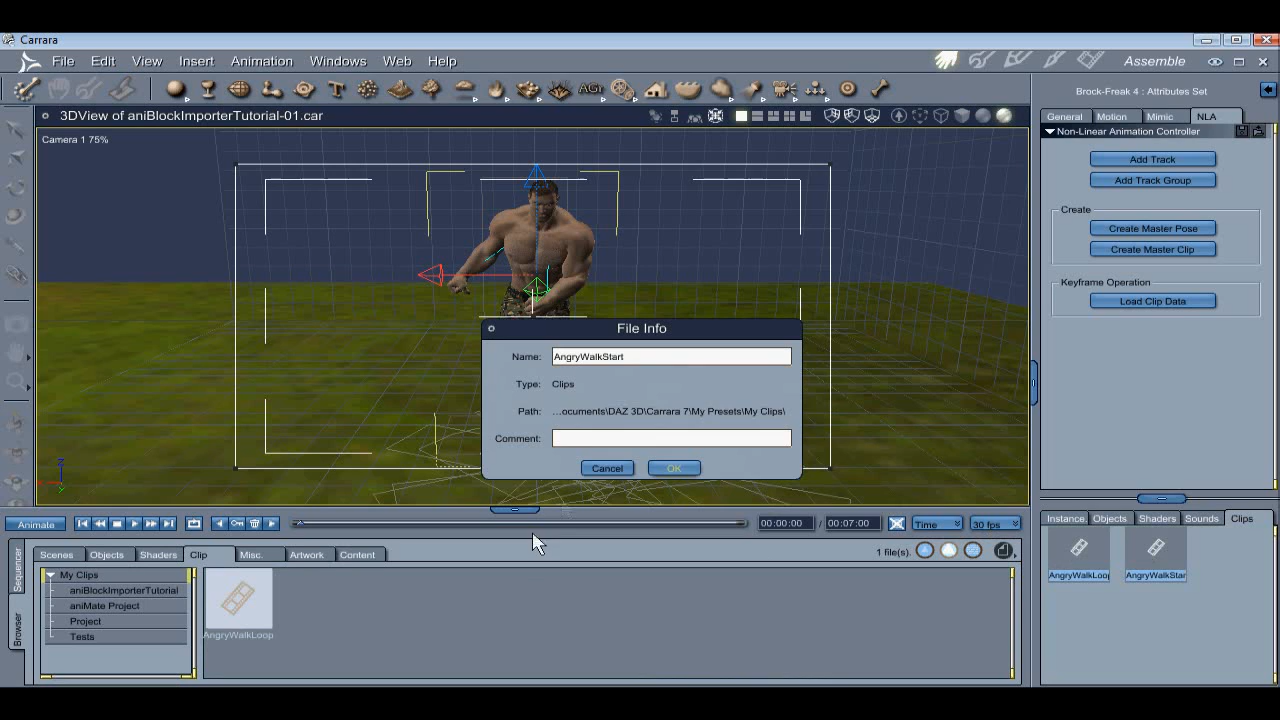 Carrara
File Edit View Insert Animation Windows Web Help
Assemble
AGI
3DView of aniBlockImporterTutorial-01.car
Camera 1 75%
Brock-Freak 4 : Attributes Set
General Motion Mimic NLA
Non-Linear Animation Controller
Add Track
Add Track Group
Create
Create Master Pose
Create Master Clip
Keyframe Operation
Load Clip Data
File Info
Name: AngryWalkStart
Type: Clips
Path: ...ocuments\DAZ 3D\Carrara 7\My Presets\My Clips\
Comment:
Cancel OK
Z
Animate 00:00:00 / 00:07:00 Time 30 fps
Sequencer
Browser
Scenes Objects Shaders Clip Misc. Artwork Content 1 file(s).
My Clips
aniBlockImporterTutorial
aniMate Project
Project
Tests
AngryWalkLoop
Instance Objects Shaders Sounds Clips
AngryWalkLoop AngryWalkStar